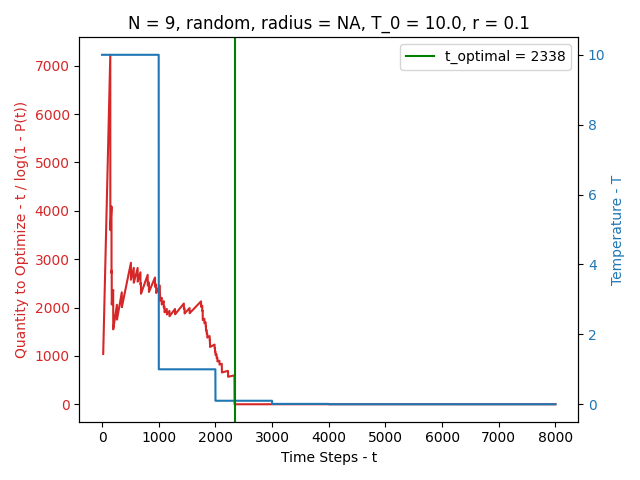 N = 9, random, radius = NA, T_0 = 10.0, r = 0.1
t_optimal = 2338
Quantity to Optimize - t / log(1 - P(t))
7000
6000
5000
4000
3000
2000
1000
0
10
8
6
4
2
0
Temperature - T
0 1000 2000 3000 4000 5000 6000 7000 8000
Time Steps - t